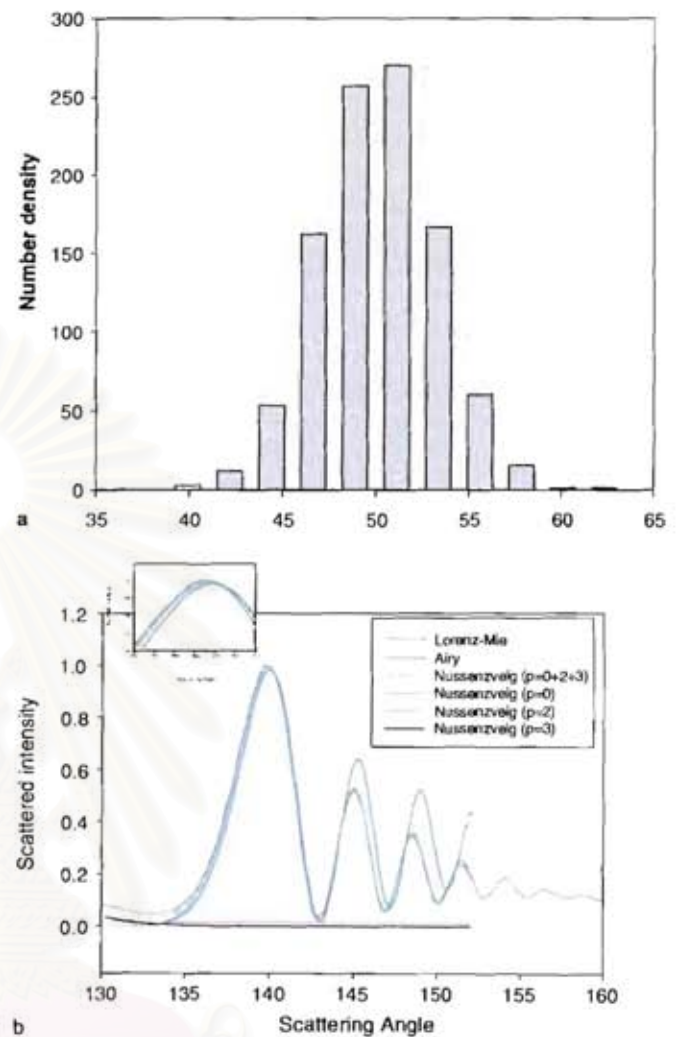 300
250
200
150
100
50
0
Number density
35 40 45 50 55 60 65
a
1.2
1.0
0.8
0.6
0.4
0.2
0.0
Scattered intensity
Lorenz-Mie
Airy
Nussenzveig (p=0+2+3)
Nussenzveig (p=0)
Nussenzveig (p=2)
Nussenzveig (p=3)
130 135 140 145 150 155 160
Scattering Angle
b